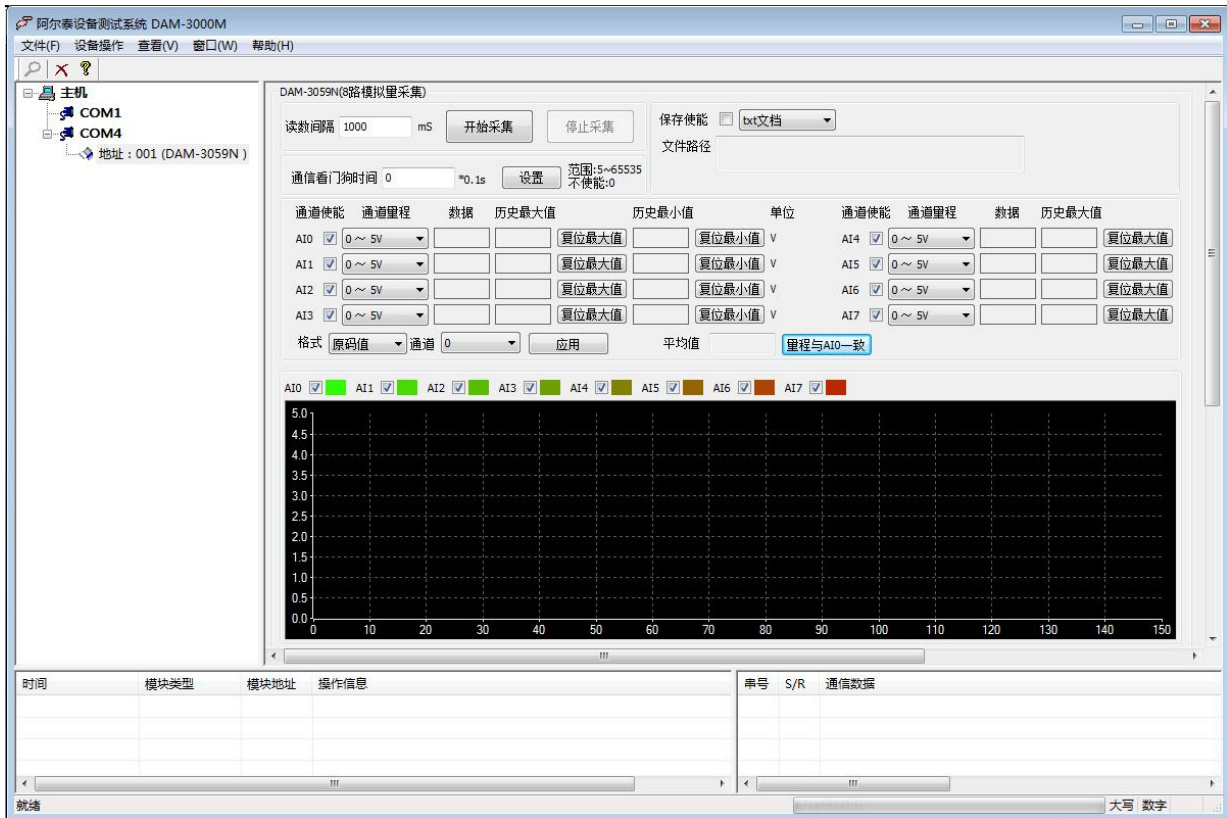 阿尔泰设备测试系统 DAM-3000M
文件(F) 设备操作 查看(V) 窗口(W) 帮助(H)
主机
COM1
COM4
地址：001 (DAM-3059N )
DAM-3059N(8路模拟量采集)
读数间隔 1000 mS 开始采集 停止采集
保存使能 txt文档
文件路径
通信看门狗时间 0 *0.1s 设置 范围:5~65535
不使能:0
通道使能 通道里程 数据 历史最大值 历史最小值 单位 通道使能 通道里程 数据 历史最大值
AI0 0～ 5V 复位最大值 复位最小值 V AI4 0～ 5V 复位最大值
AI1 0～ 5V 复位最大值 复位最小值 V AI5 0～ 5V 复位最大值
AI2 0～ 5V 复位最大值 复位最小值 V AI6 0～ 5V 复位最大值
AI3 0～ 5V 复位最大值 复位最小值 V AI7 0～ 5V 复位最大值
格式 原码值 通道 0 应用 平均值 里程与AI0一致
AI0 AI1 AI2 AI3 AI4 AI5 AI6 AI7
5.0
4.5
4.0
3.5
3.0
2.5
2.0
1.5
1.0
0.5
0.0
0 10 20 30 40 50 60 70 80 90 100 110 120 130 140 150
时间 模块类型 模块地址 操作信息 串号 S/R 通信数据
就绪 大写 数字